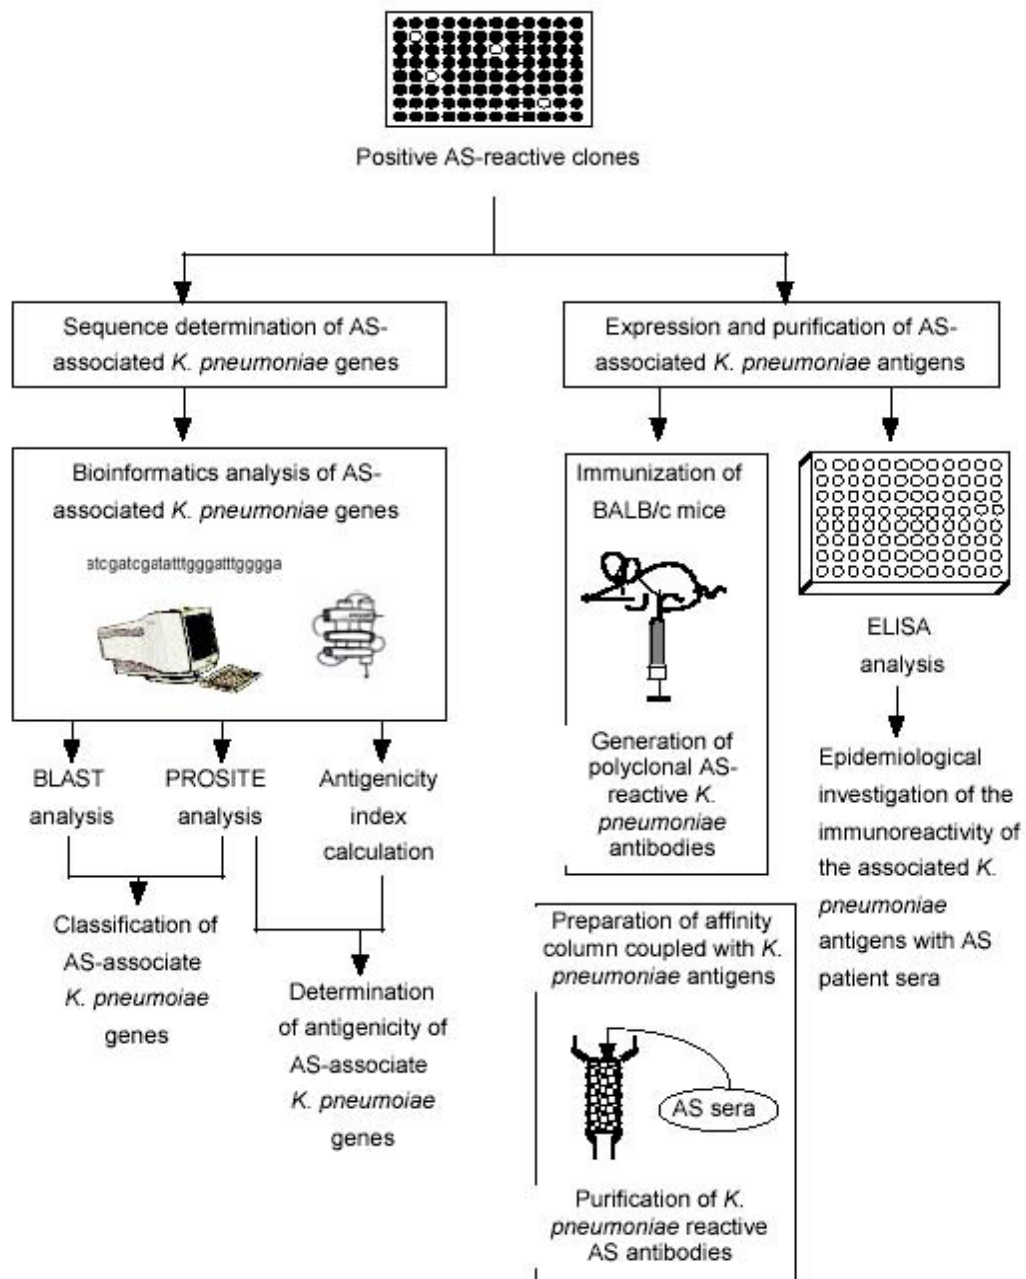 Positive AS-reactive clones
Sequence determination of AS-
associated K. pneumoniae genes
Expression and purification of AS-
associated K. pneumoniae antigens
Bioinformatics analysis of AS-
associated K. pneumoniae genes
atcgatcgatatttgggatttgggga
BLAST
analysis
PROSITE
analysis
Antigenicity
index
calculation
Classification of
AS-associate
K. pneumoiae
genes
Determination
of antigenicity of
AS-associate
K. pneumoiae
genes
Immunization of
BALB/c mice
Generation of
polyclonal AS-
reactive K.
pneumoniae
antibodies
ELISA
analysis
Epidemiological
investigation of the
immunoreactivity of
the associated K.
pneumoniae
antigens with AS
patient sera
Preparation of affinity
column coupled with K.
pneumoniae antigens
AS sera
Purification of K.
pneumoniae reactive
AS antibodies